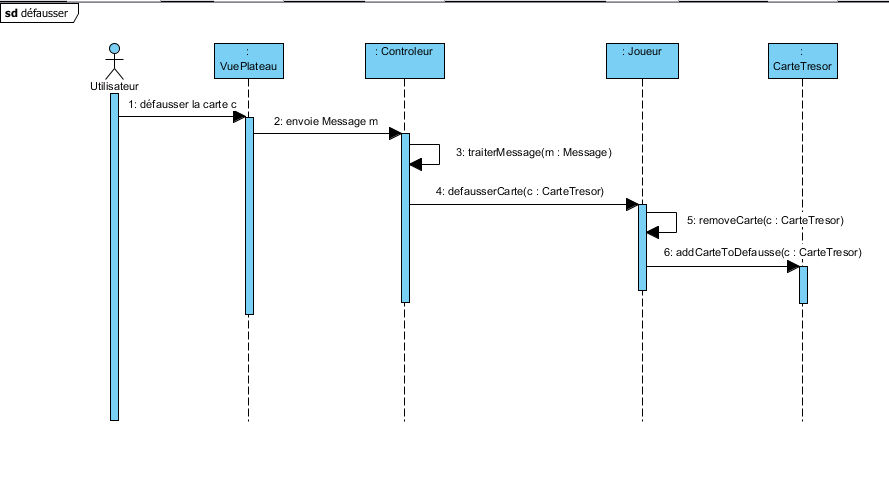 sd défausser
Utilisateur
:
VuePlateau
: Controleur
: Joueur
:
CarteTresor
1: défausser la carte c
2: envoie Message m
3: traiterMessage(m : Message)
4: defausserCarte(c : CarteTresor)
5: removeCarte(c : CarteTresor)
6: addCarteToDefausse(c : CarteTresor)